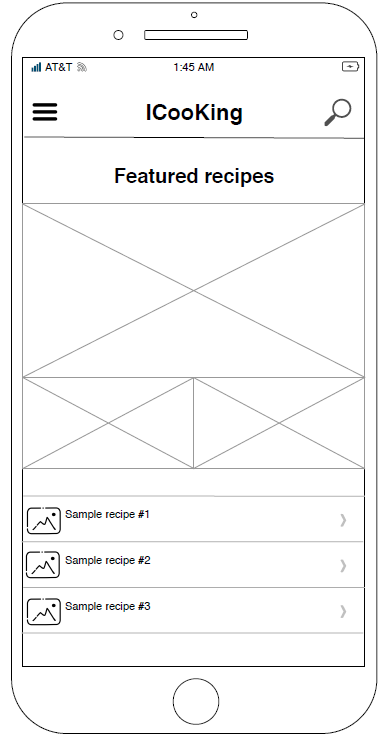 AT&T 1:45 AM
ICooKing
Featured recipes
Sample recipe #1
Sample recipe #2
Sample recipe #3